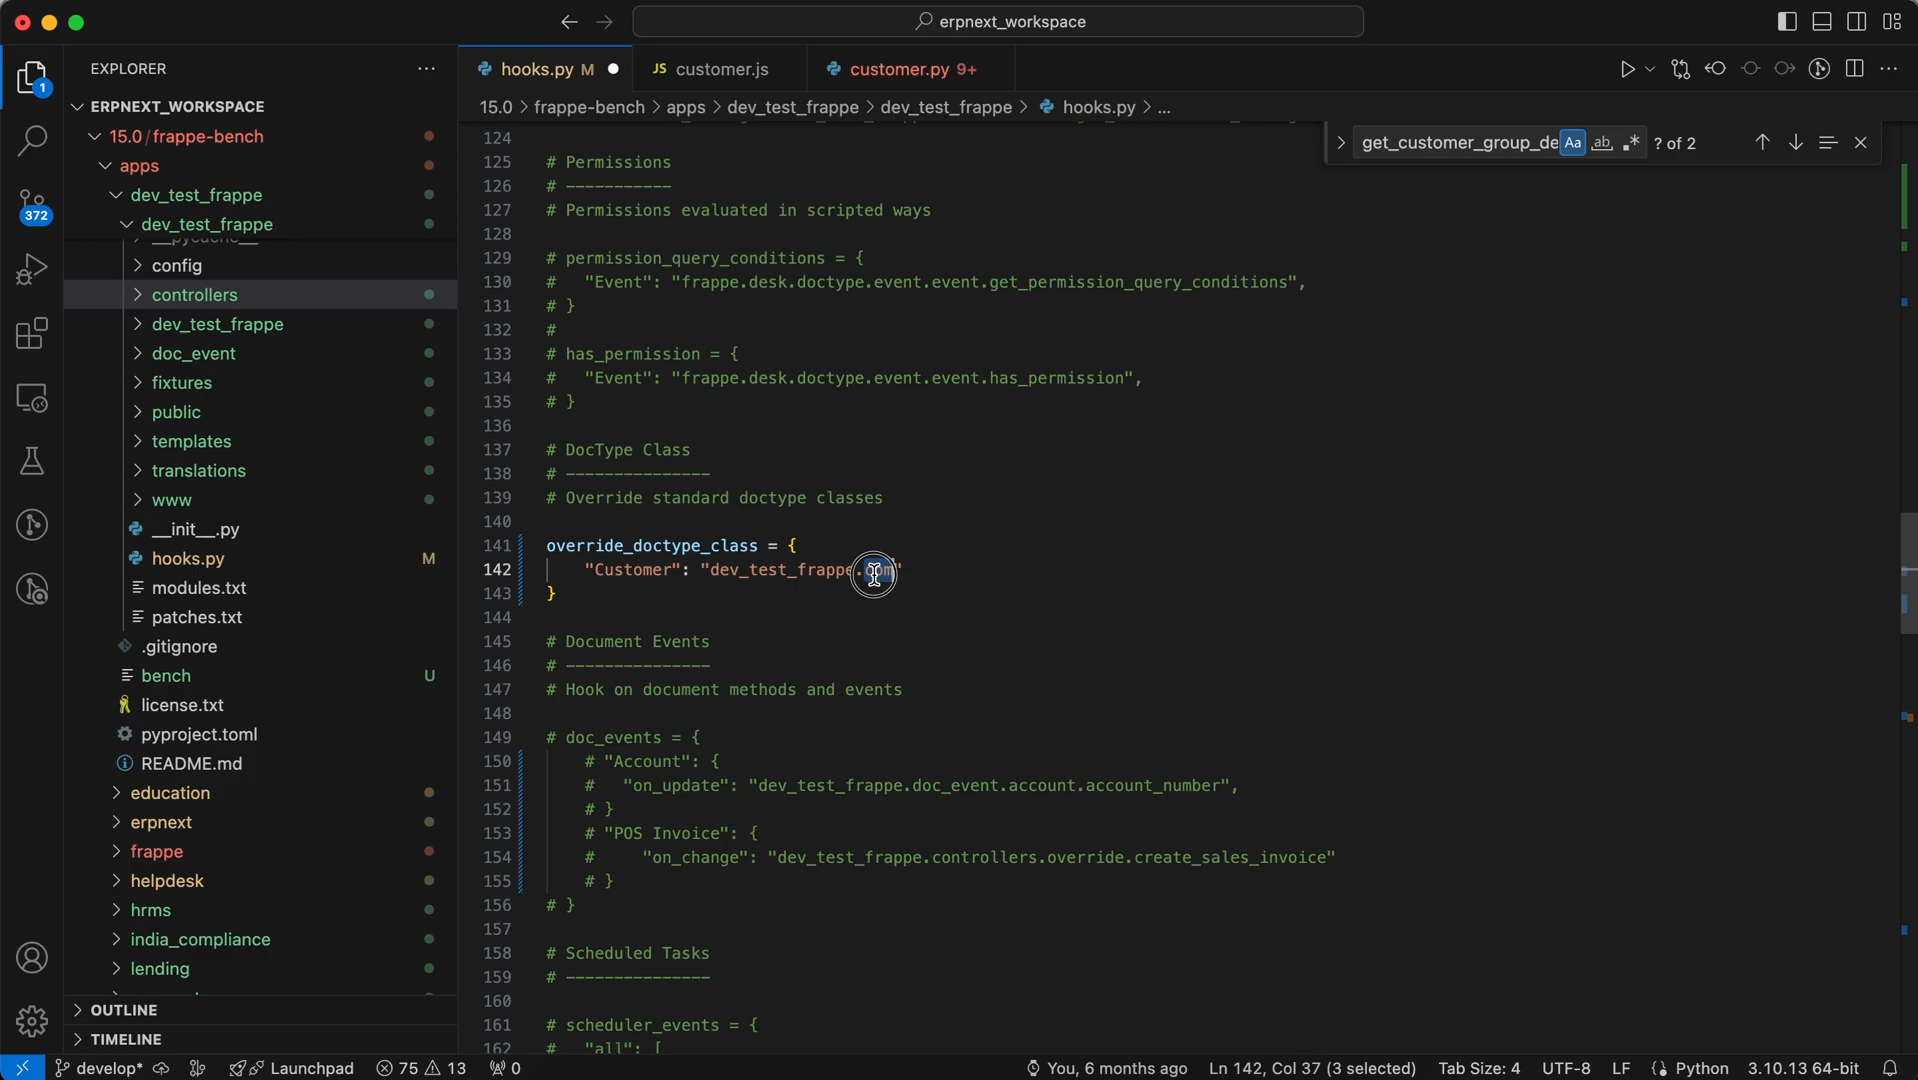 erpnext_workspace
EXPLORER
hooks.py M
JS customer.js
customer.py 9+
1
ERPNEXT_WORKSPACE
15.0 > frappe-bench > apps > dev_test_frappe > dev_test_frappe > hooks.py > ...
15.0 / frappe-bench
get_customer_group_de Aa ab .* ? of 2
apps
dev_test_frappe
372
dev_test_frappe
__pycache__
config
controllers
dev_test_frappe
doc_event
fixtures
public
templates
translations
www
__init__.py
hooks.py M
modules.txt
patches.txt
.gitignore
bench U
license.txt
pyproject.toml
README.md
education
erpnext
frappe
helpdesk
hrms
india_compliance
lending
OUTLINE
TIMELINE
124
125 # Permissions
126 # -----------
127 # Permissions evaluated in scripted ways
128
129 # permission_query_conditions = {
130 # "Event": "frappe.desk.doctype.event.event.get_permission_query_conditions",
131 # }
132 #
133 # has_permission = {
134 # "Event": "frappe.desk.doctype.event.event.has_permission",
135 # }
136
137 # DocType Class
138 # ---------------
139 # Override standard doctype classes
140
141 override_doctype_class = {
142 "Customer": "dev_test_frappe.com"
143 }
144
145 # Document Events
146 # ---------------
147 # Hook on document methods and events
148
149 # doc_events = {
150 # "Account": {
151 # "on_update": "dev_test_frappe.doc_event.account.account_number",
152 # }
153 # "POS Invoice": {
154 # "on_change": "dev_test_frappe.controllers.override.create_sales_invoice"
155 # }
156 # }
157
158 # Scheduled Tasks
159 # ---------------
160
161 # scheduler_events = {
162 # "all": [
develop* Launchpad 75 13 0 You, 6 months ago Ln 142, Col 37 (3 selected) Tab Size: 4 UTF-8 LF Python 3.10.13 64-bit